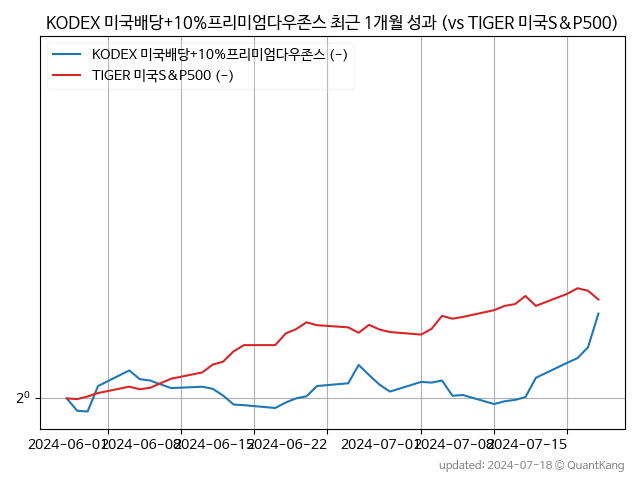 KODEX 미국배당+10%프리미엄다우존스 최근 1개월 성과 (vs TIGER 미국S&P500)
KODEX 미국배당+10%프리미엄다우존스 (-)
TIGER 미국S&P500 (-)
2⁰
2024-06-01 2024-06-08 2024-06-15 2024-06-22 2024-07-01 2024-07-08 2024-07-15
updated: 2024-07-18 © QuantKang